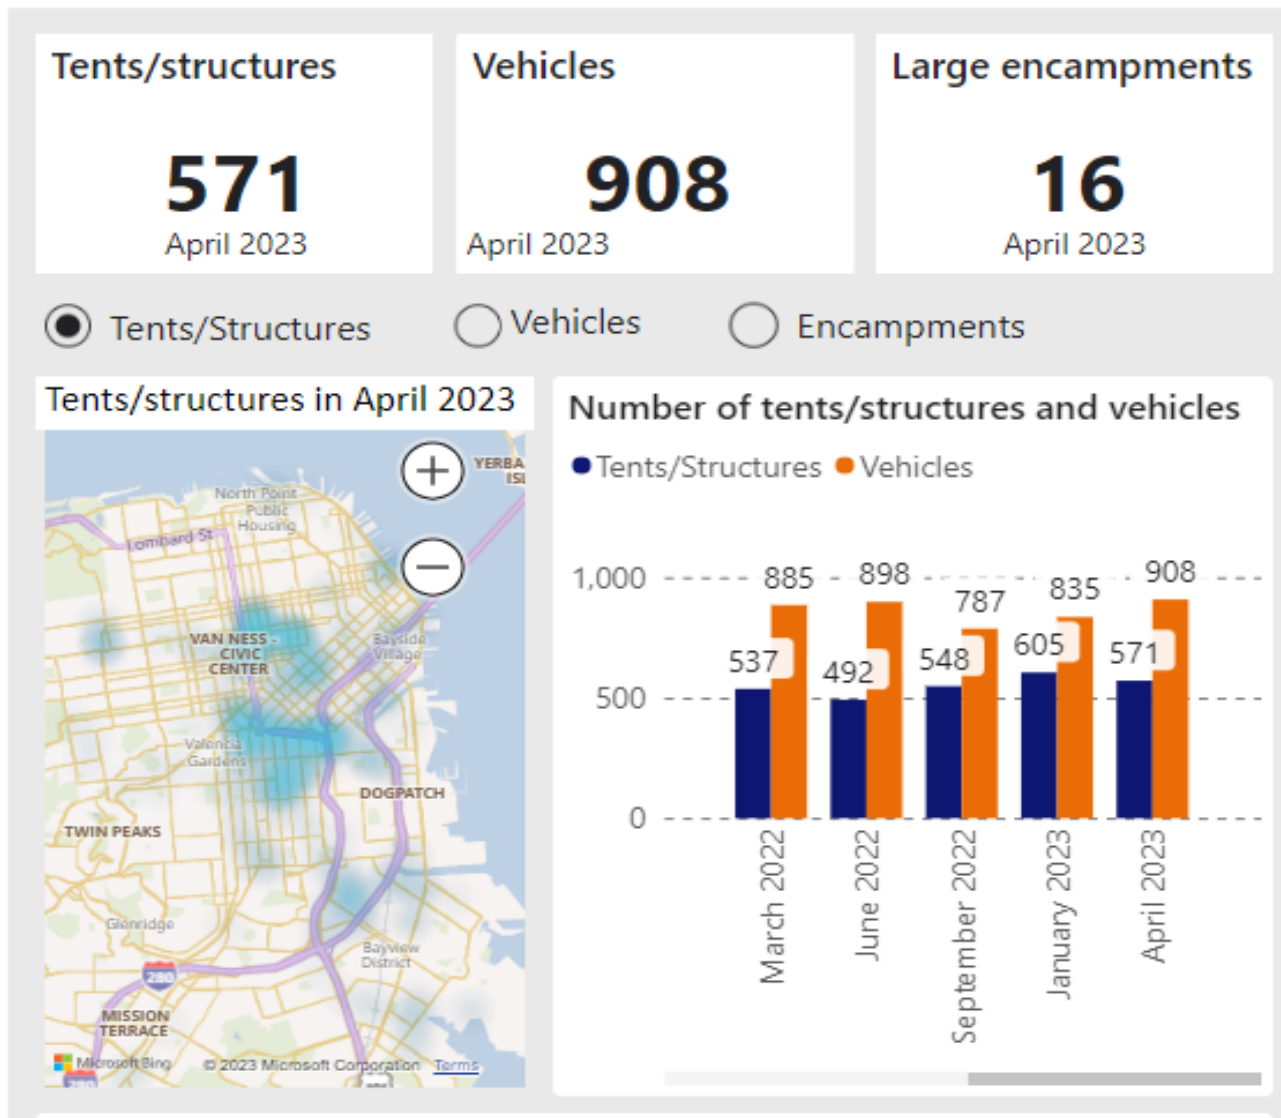 Tents/structures
571
April 2023
Vehicles
908
April 2023
Large encampments
16
April 2023
Tents/Structures
Vehicles
Encampments
Tents/structures in April 2023
YERBA
ISL
North Point
Public
Housing
Lombard St
VAN NESS -
CIVIC
CENTER
Bayside
Village
Valencia
Gardens
DOGPATCH
TWIN PEAKS
Glenridge
Bayview
District
280
MISSION
TERRACE
Microsoft Bing
© 2023 Microsoft Corporation
Terms
280
Number of tents/structures and vehicles
Tents/Structures
Vehicles
1,000
500
0
537
885
492
898
548
787
605
835
571
908
March 2022
June 2022
September 2022
January 2023
April 2023